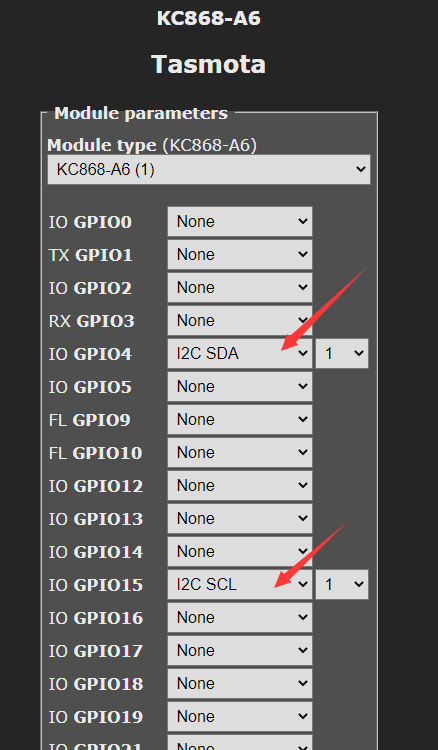 KC868-A6
Tasmota
Module parameters
Module type (KC868-A6)
KC868-A6 (1)
IO GPIO0 None
TX GPIO1 None
IO GPIO2 None
RX GPIO3 None
IO GPIO4 I2C SDA 1
IO GPIO5 None
FL GPIO9 None
FL GPIO10 None
IO GPIO12 None
IO GPIO13 None
IO GPIO14 None
IO GPIO15 I2C SCL 1
IO GPIO16 None
IO GPIO17 None
IO GPIO18 None
IO GPIO19 None
IO GPIO21